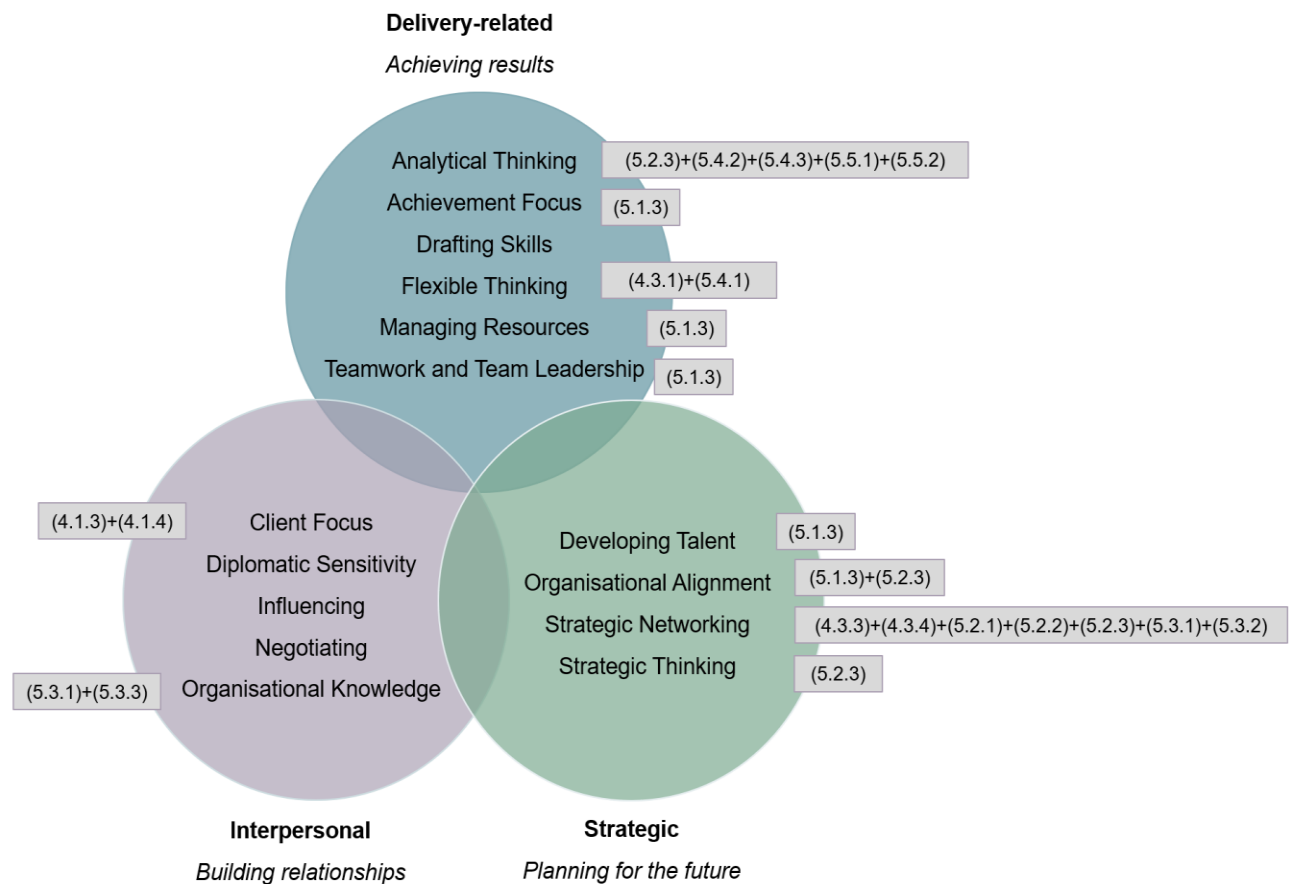 Delivery-related
Achieving results
Analytical Thinking (5.2.3)+(5.4.2)+(5.4.3)+(5.5.1)+(5.5.2)
Achievement Focus (5.1.3)
Drafting Skills
Flexible Thinking (4.3.1)+(5.4.1)
Managing Resources (5.1.3)
Teamwork and Team Leadership (5.1.3)
(4.1.3)+(4.1.4) Client Focus
Diplomatic Sensitivity
Influencing
Negotiating
(5.3.1)+(5.3.3) Organisational Knowledge
Developing Talent (5.1.3)
Organisational Alignment (5.1.3)+(5.2.3)
Strategic Networking (4.3.3)+(4.3.4)+(5.2.1)+(5.2.2)+(5.2.3)+(5.3.1)+(5.3.2)
Strategic Thinking (5.2.3)
Interpersonal
Building relationships
Strategic
Planning for the future